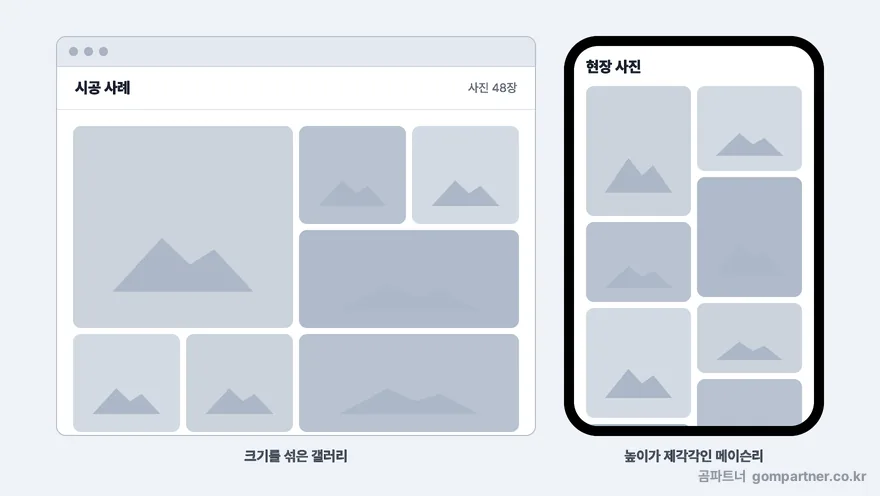 시공 사례
사진 48장
현장 사진
크기를 섞은 갤러리
높이가 제각각인 메이슨리
곰파트너 gompartner.co.kr